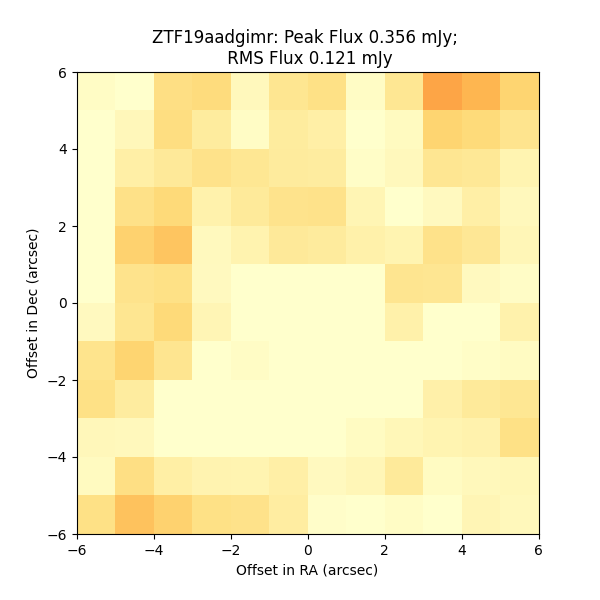 ZTF19aadgimr: Peak Flux 0.356 mJy;
RMS Flux 0.121 mJy
6
4
2
0
−2
−4
−6
Offset in Dec (arcsec)
−6 −4 −2 0 2 4 6
Offset in RA (arcsec)